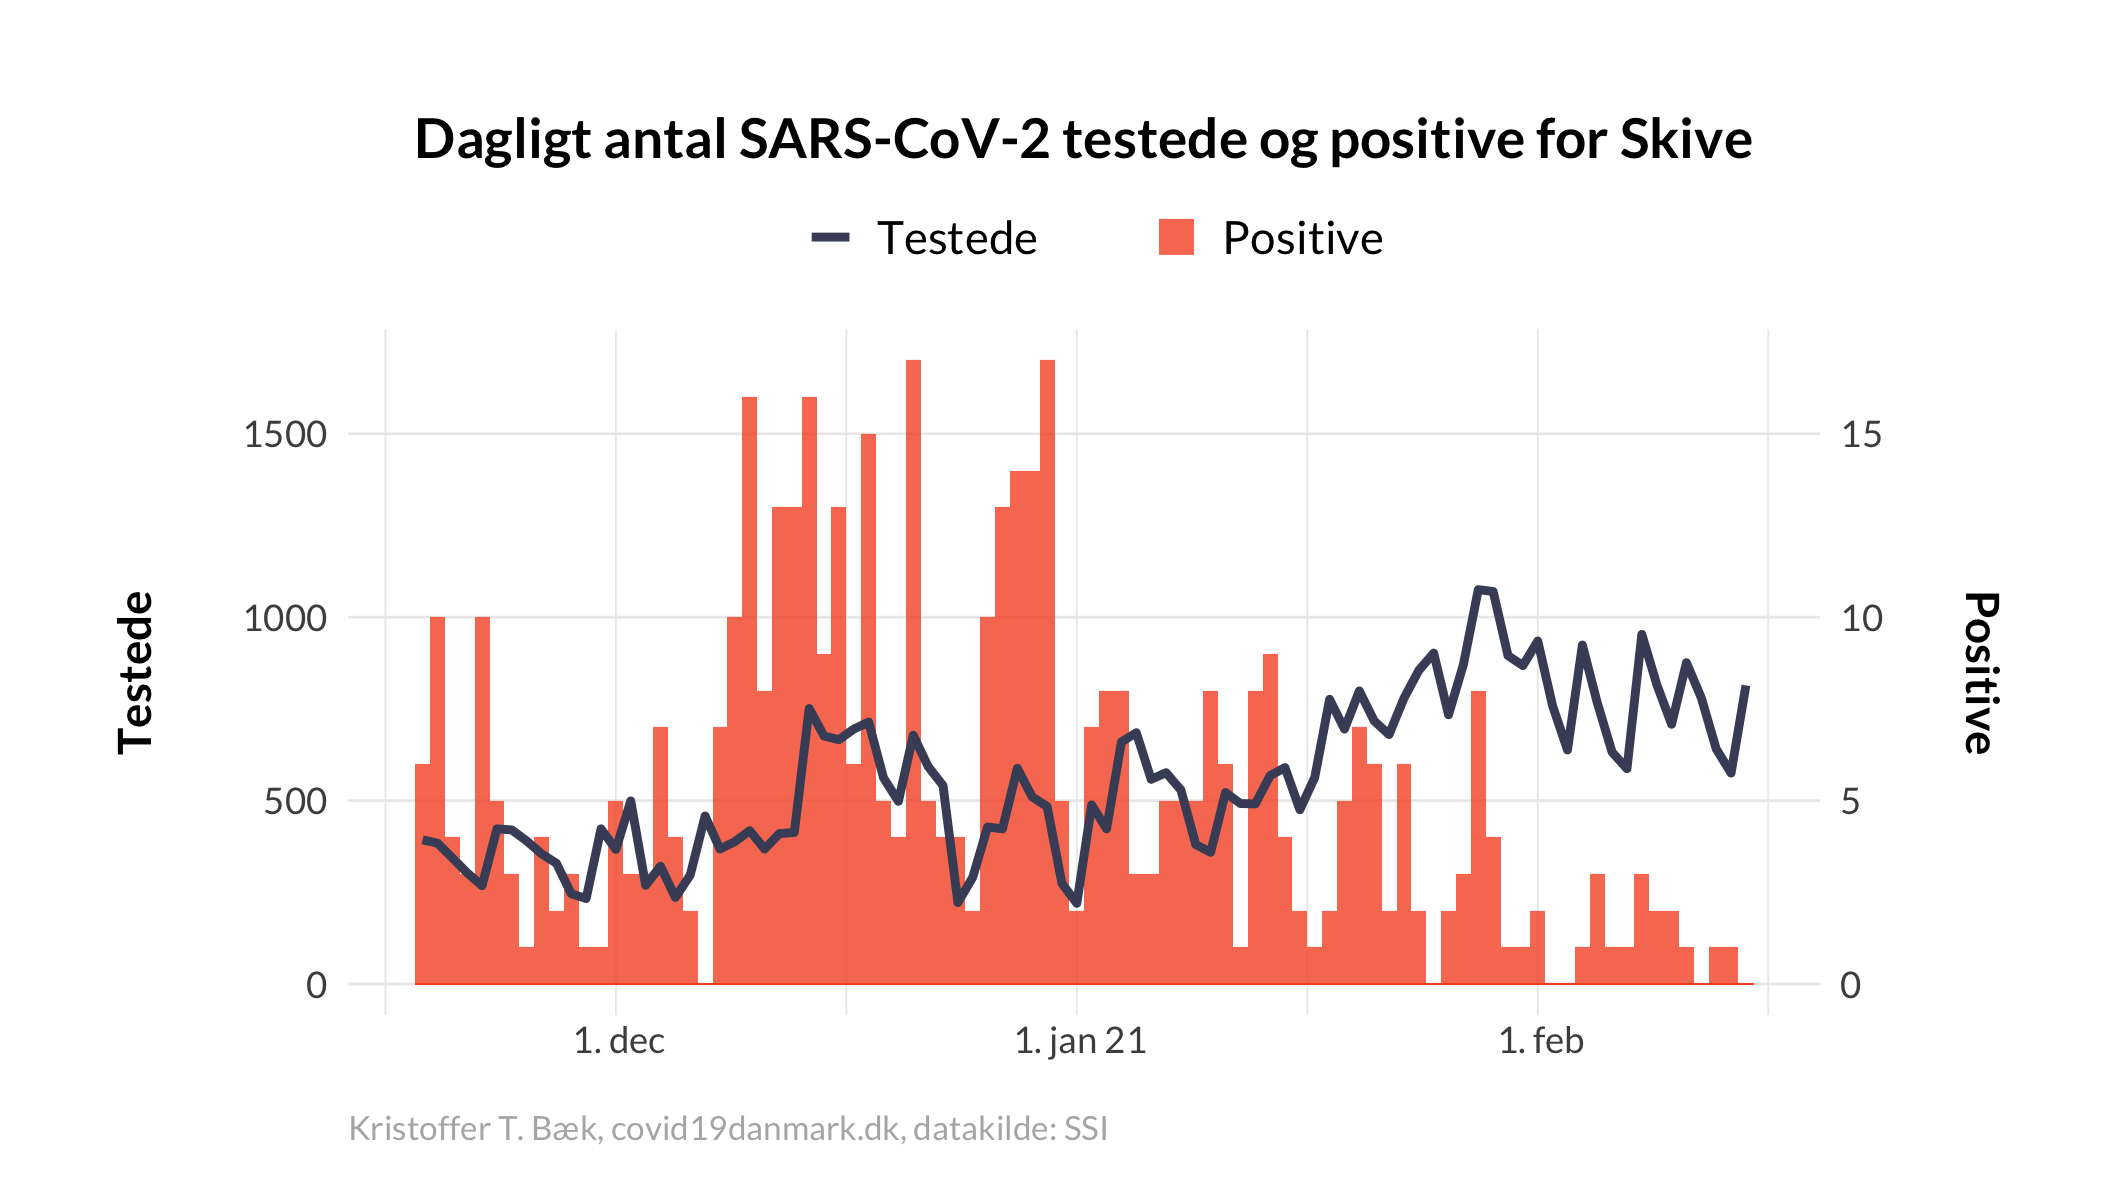 Dagligt antal SARS-CoV-2 testede og positive for Skive
Testede Positive
1500 15
1000 10
500 5
0 0
Testede
Positive
1. dec 1. jan 21 1. feb
Kristoffer T. Bæk, covid19danmark.dk, datakilde: SSI